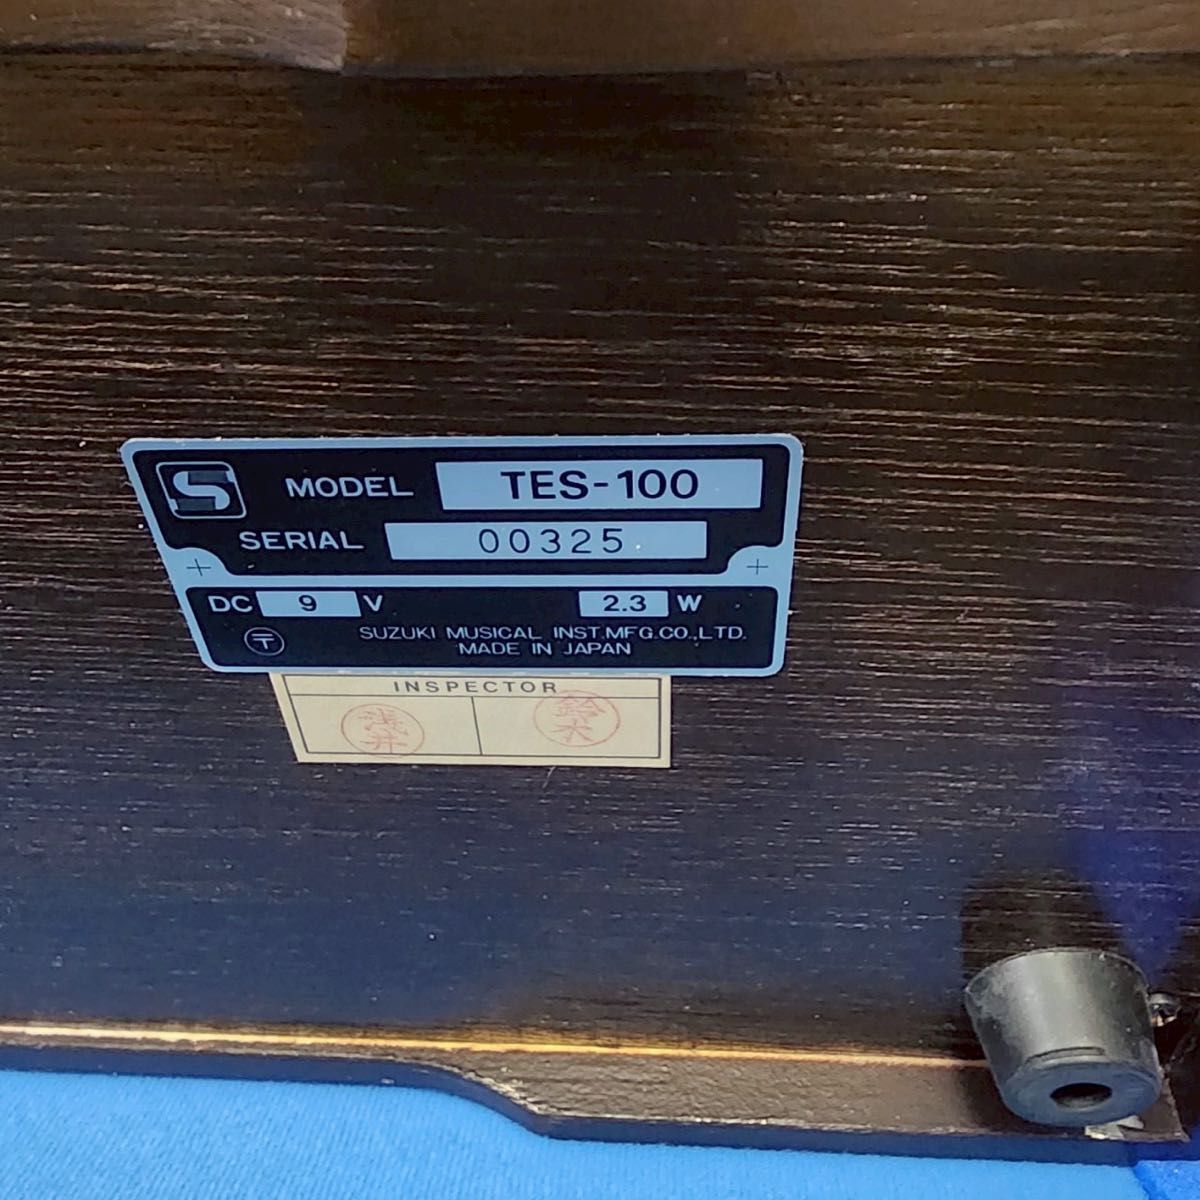 S MODEL TES-100
SERIAL 00325
DC 9 V 2.3 W
〒 SUZUKI MUSICAL INST.MFG.CO.,LTD.
MADE IN JAPAN
INSPECTOR
浅井 鈴木